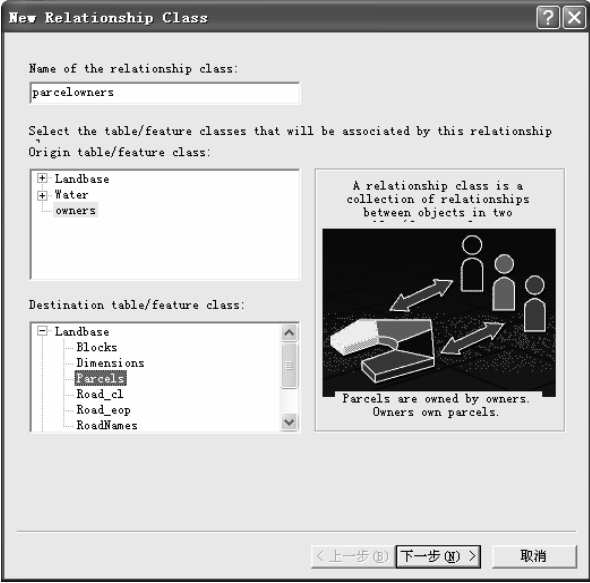 New Relationship Class
Name of the relationship class:
parcelowners
Select the table/feature classes that will be associated by this relationship
Origin table/feature class:
Landbase
Water
owners
A relationship class is a
collection of relationships
between objects in two
Destination table/feature class:
Landbase
Blocks
Dimensions
Parcels
Road_cl
Road_eop
RoadNames
Parcels are owned by owners.
Owners own parcels.
< 上一步(B)
下一步(N) >
取消